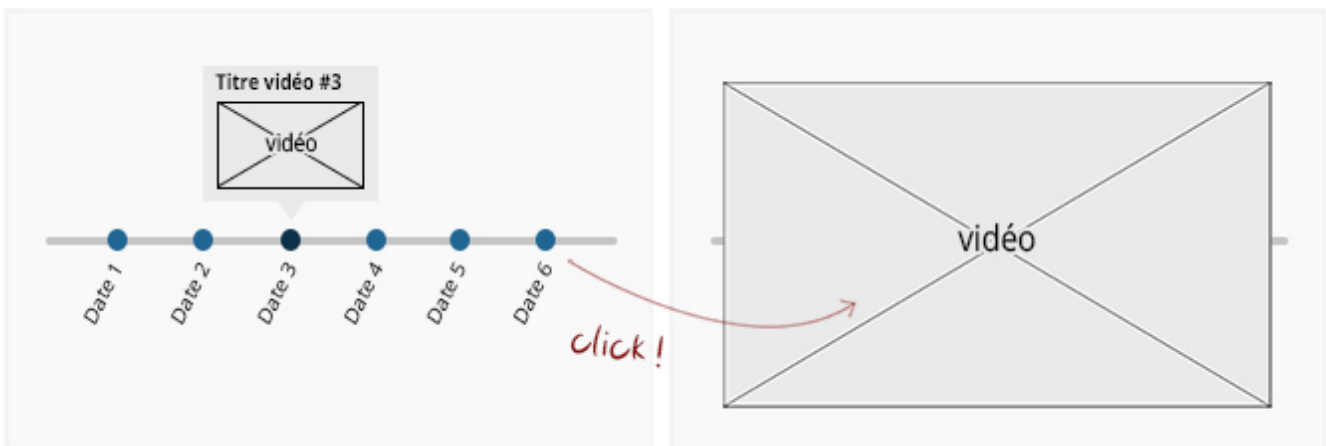 Titre vidéo #3
vidéo
Date 1
Date 2
Date 3
Date 4
Date 5
Date 6
click !
vidéo